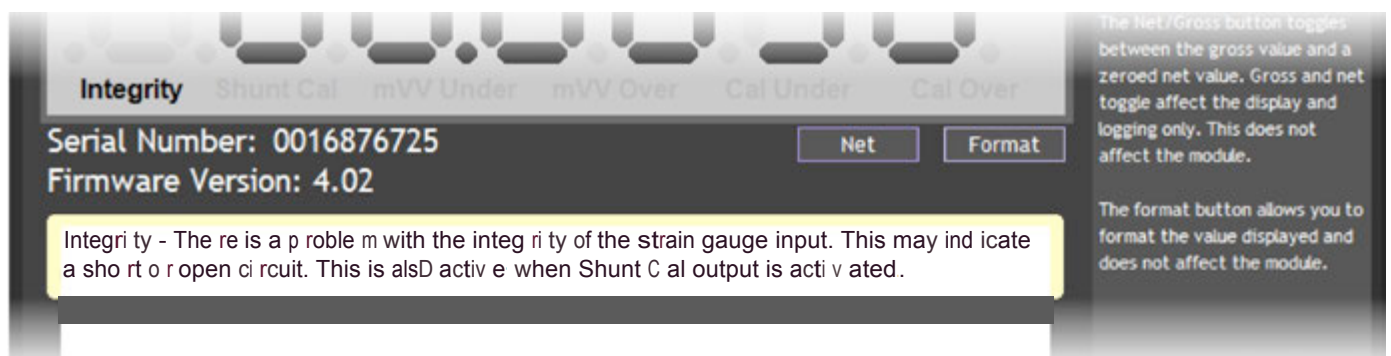 Integrity Shunt Cal mVV Under mVV Over Cal Under Cal Over
Serial Number: 0016876725
Firmware Version: 4.02
Net Format
Integri ty - The re is a p roble m with the integ ri ty of the strain gauge input. This may ind icate
a sho rt o r open ci rcuit. This is alsD activ e when Shunt C al output is acti v ated.
The Net/Gross button toggles
between the gross value and a
zeroed net value. Gross and net
toggle affect the display and
logging only. This does not
affect the module.
The format button allows you to
format the value displayed and
does not affect the module.